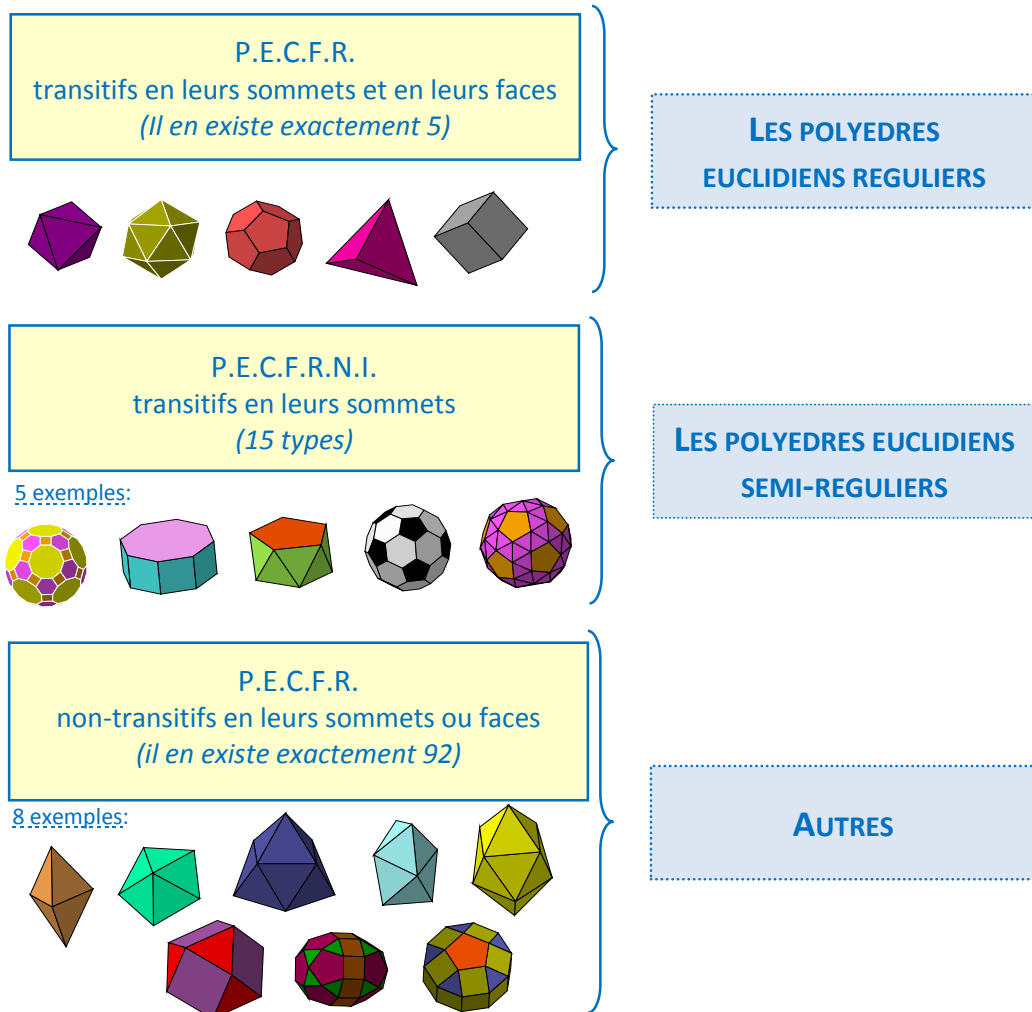 P.E.C.F.R.
transitifs en leurs sommets et en leurs faces
(Il en existe exactement 5)
LES POLYEDRES
EUCLIDIENS REGULIERS
P.E.C.F.R.N.I.
transitifs en leurs sommets
(15 types)
LES POLYEDRES EUCLIDIENS
SEMI-REGULIERS
5 exemples:
P.E.C.F.R.
non-transitifs en leurs sommets ou faces
(il en existe exactement 92)
AUTRES
8 exemples: